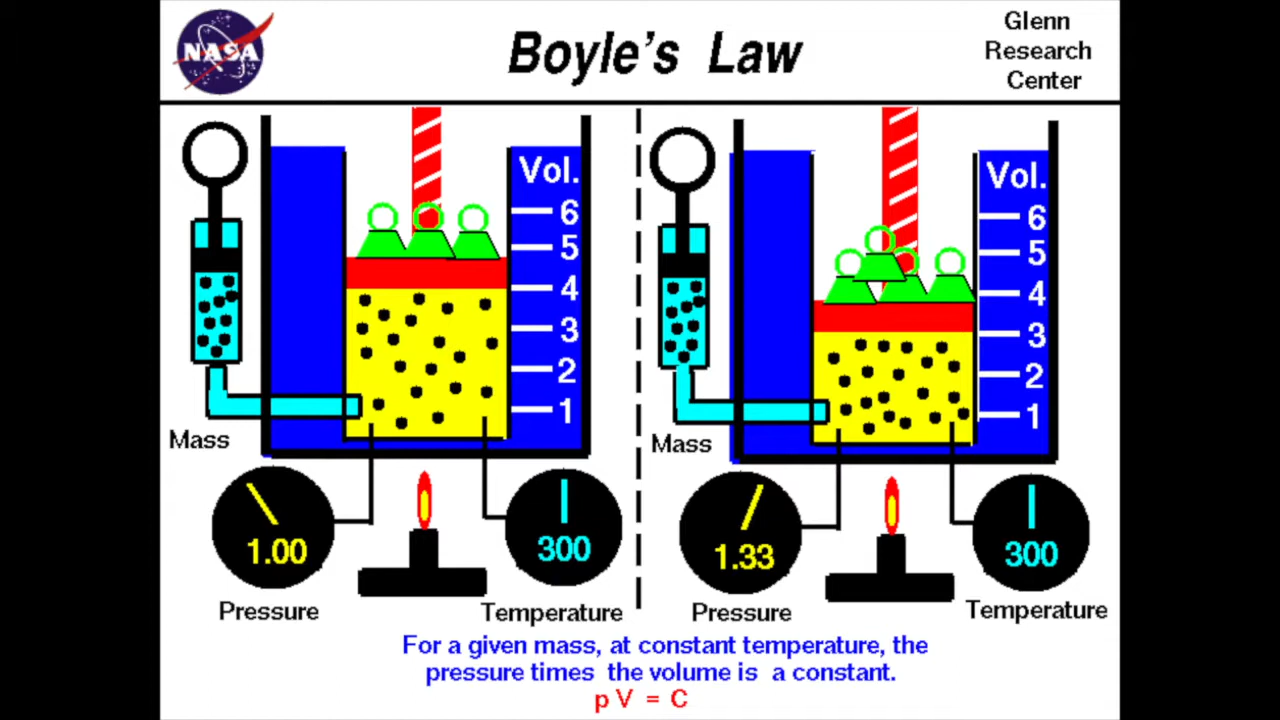 NASA
Boyle's Law
Glenn
Research
Center
Vol.
6
5
4
3
2
1
Mass
1.00
Pressure
300
Temperature
Vol.
6
5
4
3
2
1
Mass
1.33
Pressure
300
Temperature
For a given mass, at constant temperature, the
pressure times the volume is a constant.
p V = C